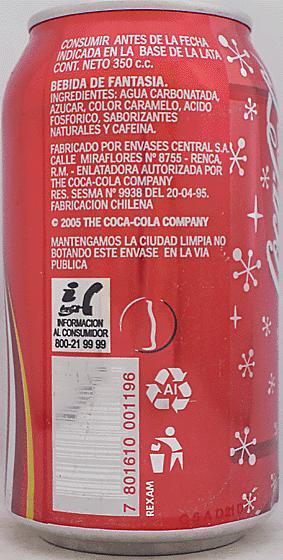 CONSUMIR ANTES DE LA FECHA
INDICADA EN LA BASE DE LA LATA
CONT. NETO 350 c.c.
BEBIDA DE FANTASIA.
INGREDIENTES: AGUA CARBONATADA,
AZUCAR, COLOR CARAMELO, ACIDO
FOSFORICO, SABORIZANTES
NATURALES Y CAFEINA.
FABRICADO POR ENVASES CENTRAL S.A.
CALLE MIRAFLORES Nº 8755 - RENCA,
R.M. - ENLATADORA AUTORIZADA POR
THE COCA-COLA COMPANY
RES. SESMA Nº 9938 DEL 20-04-95.
FABRICACION CHILENA
© 2005 THE COCA-COLA COMPANY
MANTENGAMOS LA CIUDAD LIMPIA NO
BOTANDO ESTE ENVASE EN LA VIA
PUBLICA
INFORMACION
AL CONSUMIDOR
800-21 99 99
7 801610 001196
Al
REXAM